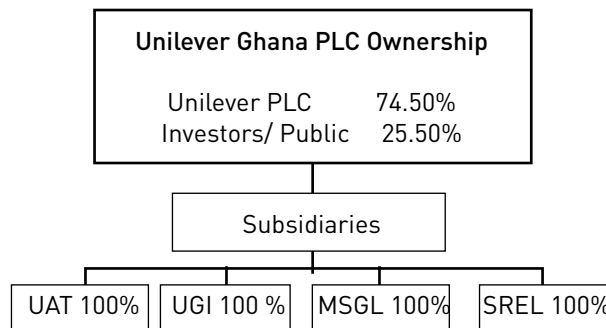 Unilever Ghana PLC Ownership
Unilever PLC 74.50%
Investors/ Public 25.50%
Subsidiaries
UAT 100%
UGI 100 %
MSGL 100%
SREL 100%